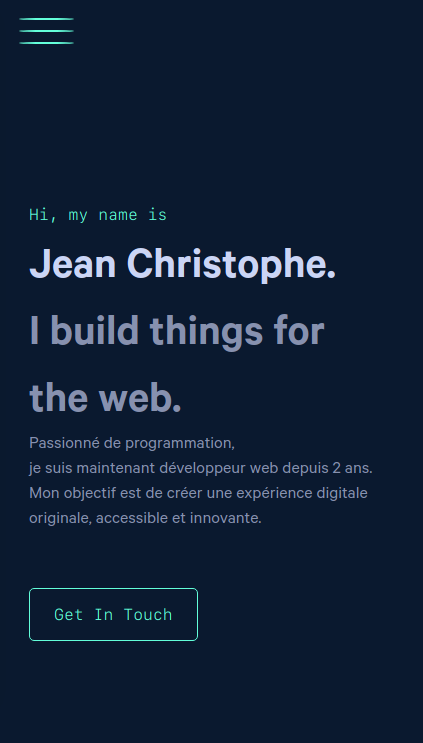 Hi, my name is
Jean Christophe.
I build things for
the web.
Passionné de programmation,
je suis maintenant développeur web depuis 2 ans.
Mon objectif est de créer une expérience digitale
originale, accessible et innovante.
Get In Touch